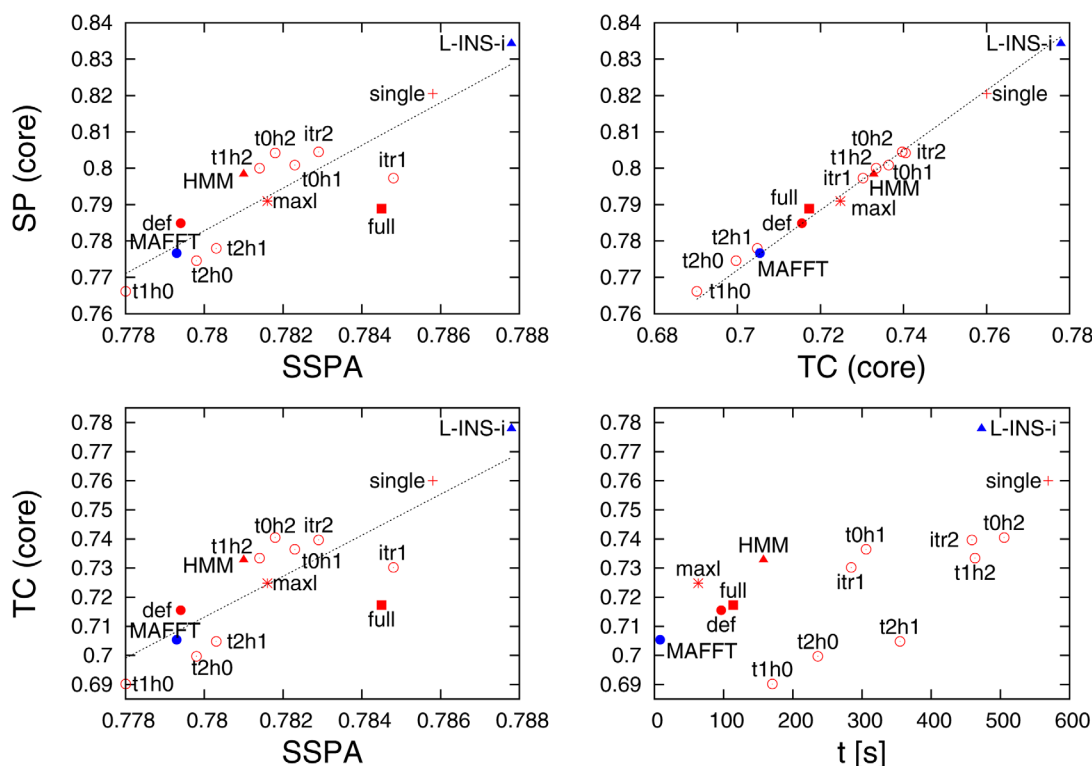 0.84
0.83
0.82
0.81
0.8
0.79
0.78
0.77
0.76
SP (core)
L-INS-i
single
t0h2
itr2
t1h2
itr1
HMM
t0h1
maxl
def
full
MAFFT
t2h1
t2h0
t1h0
0.778
0.78
0.782
0.784
0.786
0.788
SSPA
0.84
0.83
0.82
0.81
0.8
0.79
0.78
0.77
0.76
L-INS-i
single
t0h2
t1h2
itr2
t0h1
itr1
HMM
full
maxl
def
t2h1
t2h0
MAFFT
t1h0
0.68
0.7
0.72
0.74
0.76
0.78
TC (core)
0.78
0.77
0.76
0.75
0.74
0.73
0.72
0.71
0.7
0.69
TC (core)
L-INS-i
single
t0h2
itr2
t1h2
t0h1
itr1
HMM
maxl
def
full
MAFFT
t2h1
t2h0
t1h0
0.778
0.78
0.782
0.784
0.786
0.788
SSPA
0.78
0.77
0.76
0.75
0.74
0.73
0.72
0.71
0.7
0.69
L-INS-i
single
t0h1
itr2
t0h2
HMM
itr1
t1h2
maxl
full
def
MAFFT
t2h0
t2h1
t1h0
0
100
200
300
400
500
600
t [s]